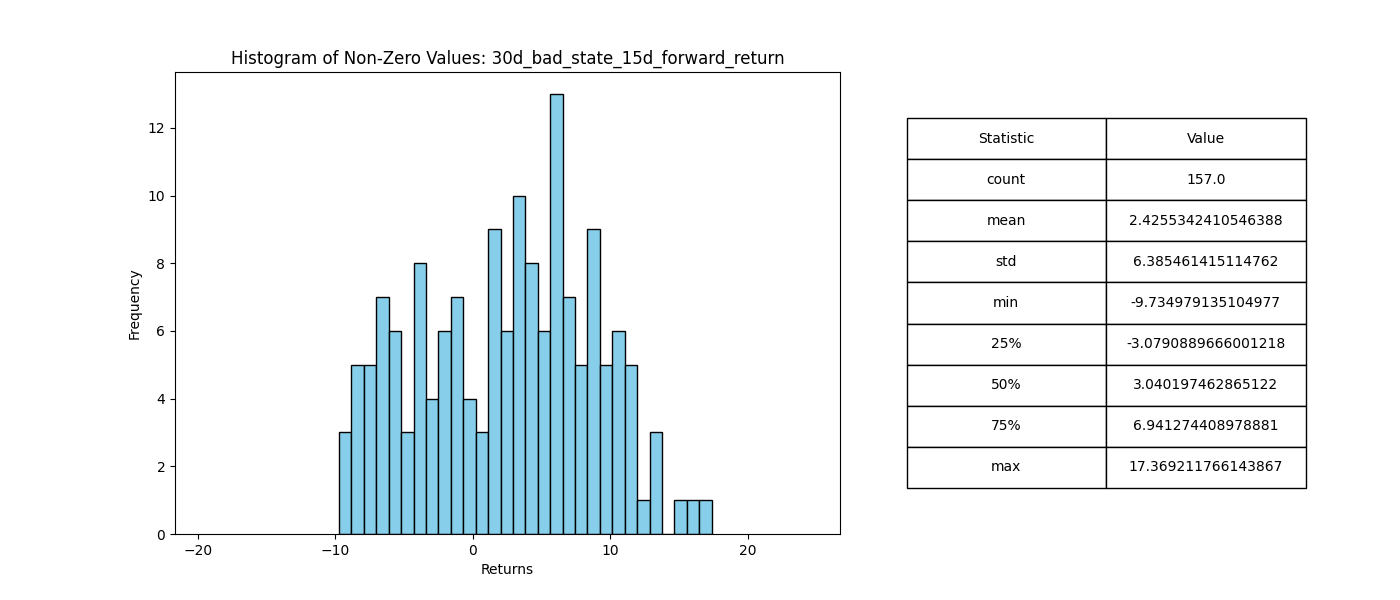 Histogram of Non-Zero Values: 30d_bad_state_15d_forward_return
Frequency
12
10
8
6
4
2
0
−20
−10
0
10
20
Returns
Statistic Value
count 157.0
mean 2.4255342410546388
std 6.385461415114762
min -9.734979135104977
25% -3.0790889666001218
50% 3.040197462865122
75% 6.941274408978881
max 17.369211766143867